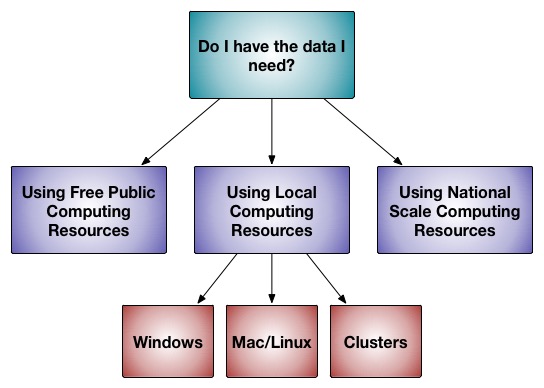 Do I have the data I
need?
Using Free Public
Computing
Resources
Using Local
Computing
Resources
Using National
Scale Computing
Resources
Windows
Mac/Linux
Clusters